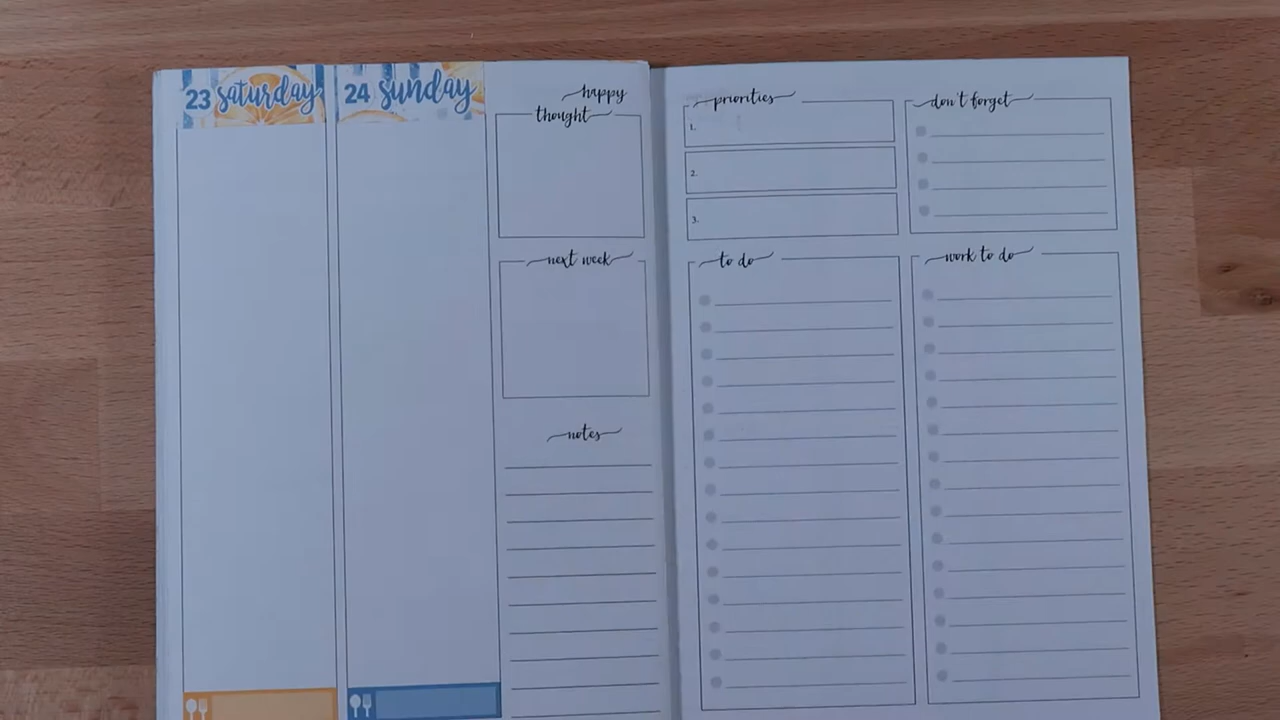 23 saturday
24 sunday
happy
thought
next week
notes
priorities
1.
2.
3.
don't forget
to do
work to do